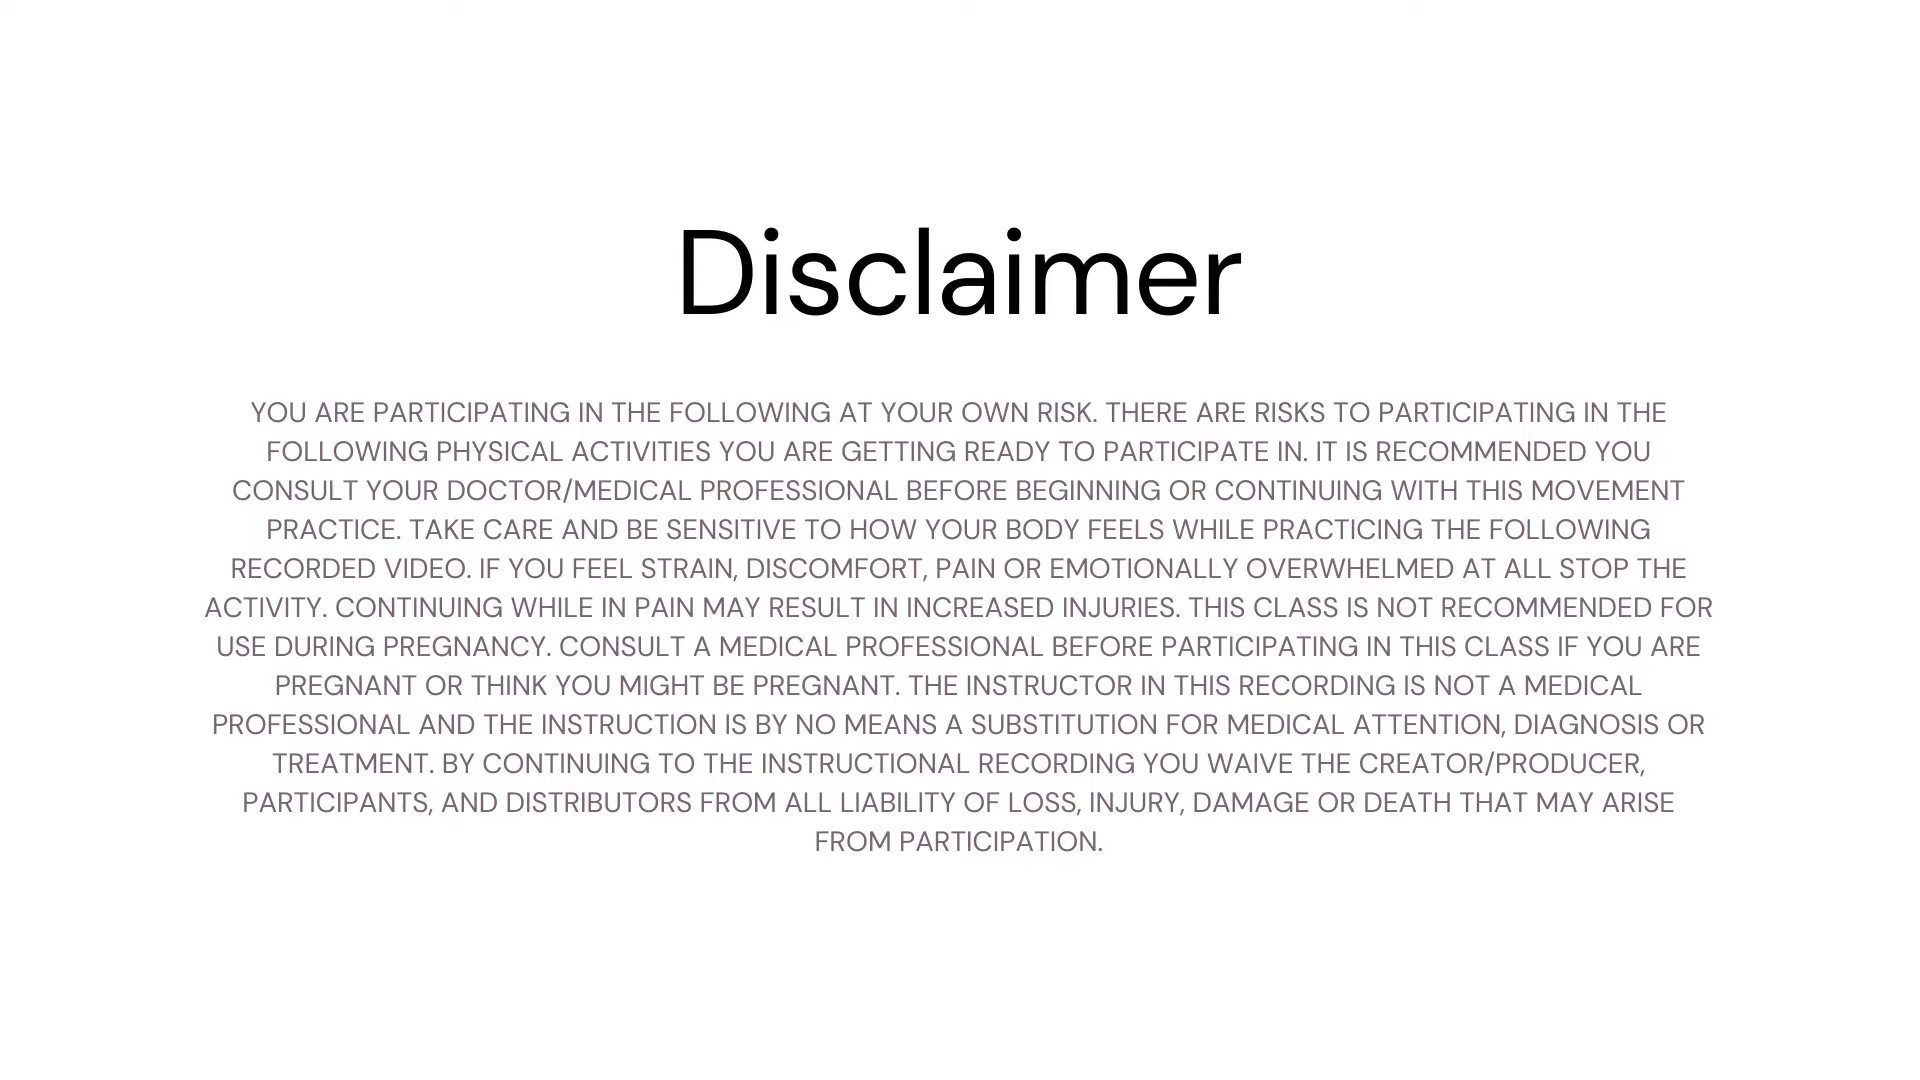 Disclaimer
YOU ARE PARTICIPATING IN THE FOLLOWING AT YOUR OWN RISK. THERE ARE RISKS TO PARTICIPATING IN THE
FOLLOWING PHYSICAL ACTIVITIES YOU ARE GETTING READY TO PARTICIPATE IN. IT IS RECOMMENDED YOU
CONSULT YOUR DOCTOR/MEDICAL PROFESSIONAL BEFORE BEGINNING OR CONTINUING WITH THIS MOVEMENT
PRACTICE. TAKE CARE AND BE SENSITIVE TO HOW YOUR BODY FEELS WHILE PRACTICING THE FOLLOWING
RECORDED VIDEO. IF YOU FEEL STRAIN, DISCOMFORT, PAIN OR EMOTIONALLY OVERWHELMED AT ALL STOP THE
ACTIVITY. CONTINUING WHILE IN PAIN MAY RESULT IN INCREASED INJURIES. THIS CLASS IS NOT RECOMMENDED FOR
USE DURING PREGNANCY. CONSULT A MEDICAL PROFESSIONAL BEFORE PARTICIPATING IN THIS CLASS IF YOU ARE
PREGNANT OR THINK YOU MIGHT BE PREGNANT. THE INSTRUCTOR IN THIS RECORDING IS NOT A MEDICAL
PROFESSIONAL AND THE INSTRUCTION IS BY NO MEANS A SUBSTITUTION FOR MEDICAL ATTENTION, DIAGNOSIS OR
TREATMENT. BY CONTINUING TO THE INSTRUCTIONAL RECORDING YOU WAIVE THE CREATOR/PRODUCER,
PARTICIPANTS, AND DISTRIBUTORS FROM ALL LIABILITY OF LOSS, INJURY, DAMAGE OR DEATH THAT MAY ARISE
FROM PARTICIPATION.